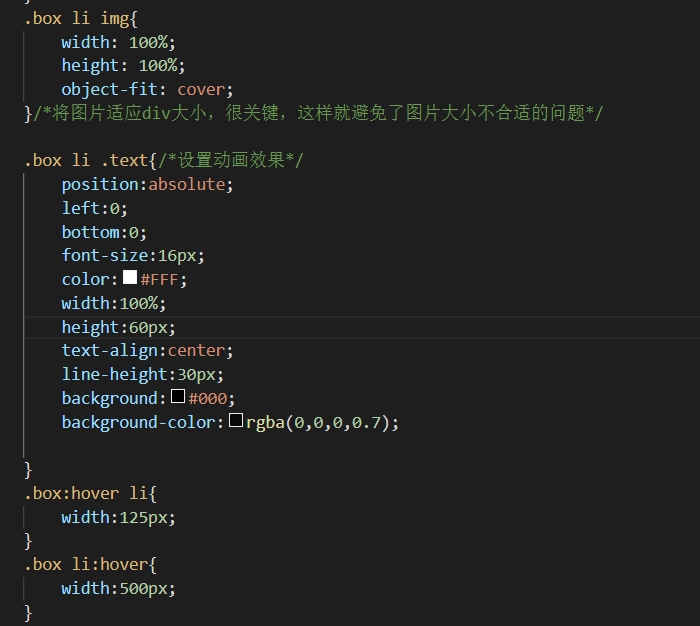 }
.box li img{
width: 100%;
height: 100%;
object-fit: cover;
}/*将图片适应div大小，很关键，这样就避免了图片大小不合适的问题*/
.box li .text{/*设置动画效果*/
position:absolute;
left:0;
bottom:0;
font-size:16px;
color:#FFF;
width:100%;
height:60px;
text-align:center;
line-height:30px;
background:#000;
background-color:rgba(0,0,0,0.7);
}
.box:hover li{
width:125px;
}
.box li:hover{
width:500px;
}